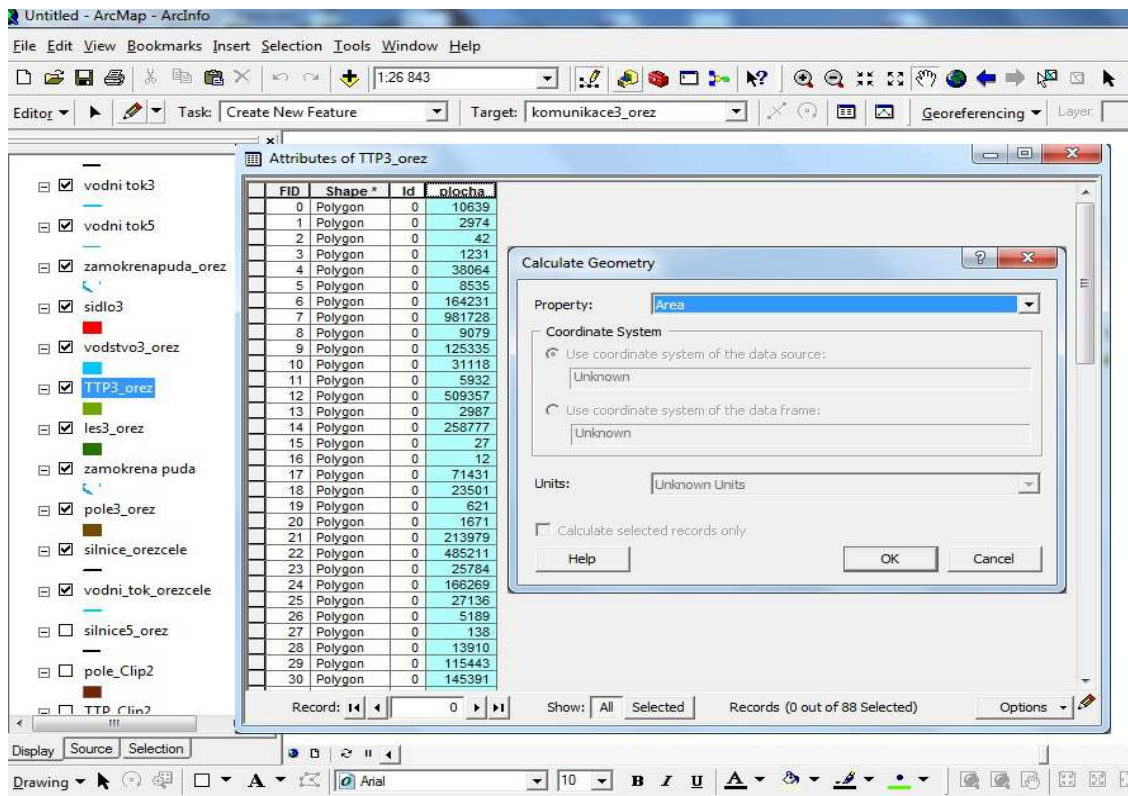 Untitled - ArcMap - ArcInfo
File Edit View Bookmarks Insert Selection Tools Window Help
1:26 843
Editor Task: Create New Feature Target: komunikace3_orez Georeferencing Layer:
vodni tok3
vodni tok5
zamokrenapuda_orez
sidlo3
vodstvo3_orez
TTP3_orez
les3_orez
zamokrena puda
pole3_orez
silnice_orezcele
vodni_tok_orezcele
silnice5_orez
pole_Clip2
TTP_Clip2
Display Source Selection
Attributes of TTP3_orez
FID Shape * Id plocha
0 Polygon 0 10639
1 Polygon 0 2974
2 Polygon 0 42
3 Polygon 0 1231
4 Polygon 0 38064
5 Polygon 0 8535
6 Polygon 0 164231
7 Polygon 0 981728
8 Polygon 0 9079
9 Polygon 0 125335
10 Polygon 0 31118
11 Polygon 0 5932
12 Polygon 0 509357
13 Polygon 0 2987
14 Polygon 0 258777
15 Polygon 0 27
16 Polygon 0 12
17 Polygon 0 71431
18 Polygon 0 23501
19 Polygon 0 621
20 Polygon 0 1671
21 Polygon 0 213979
22 Polygon 0 485211
23 Polygon 0 25784
24 Polygon 0 166269
25 Polygon 0 27136
26 Polygon 0 5189
27 Polygon 0 138
28 Polygon 0 13910
29 Polygon 0 115443
30 Polygon 0 145391
Record: 0 Show: All Selected Records (0 out of 88 Selected) Options
Calculate Geometry
Property: Area
Coordinate System
Use coordinate system of the data source:
Unknown
Use coordinate system of the data frame:
Unknown
Units: Unknown Units
Calculate selected records only
Help OK Cancel
Drawing A Arial 10 B I U A